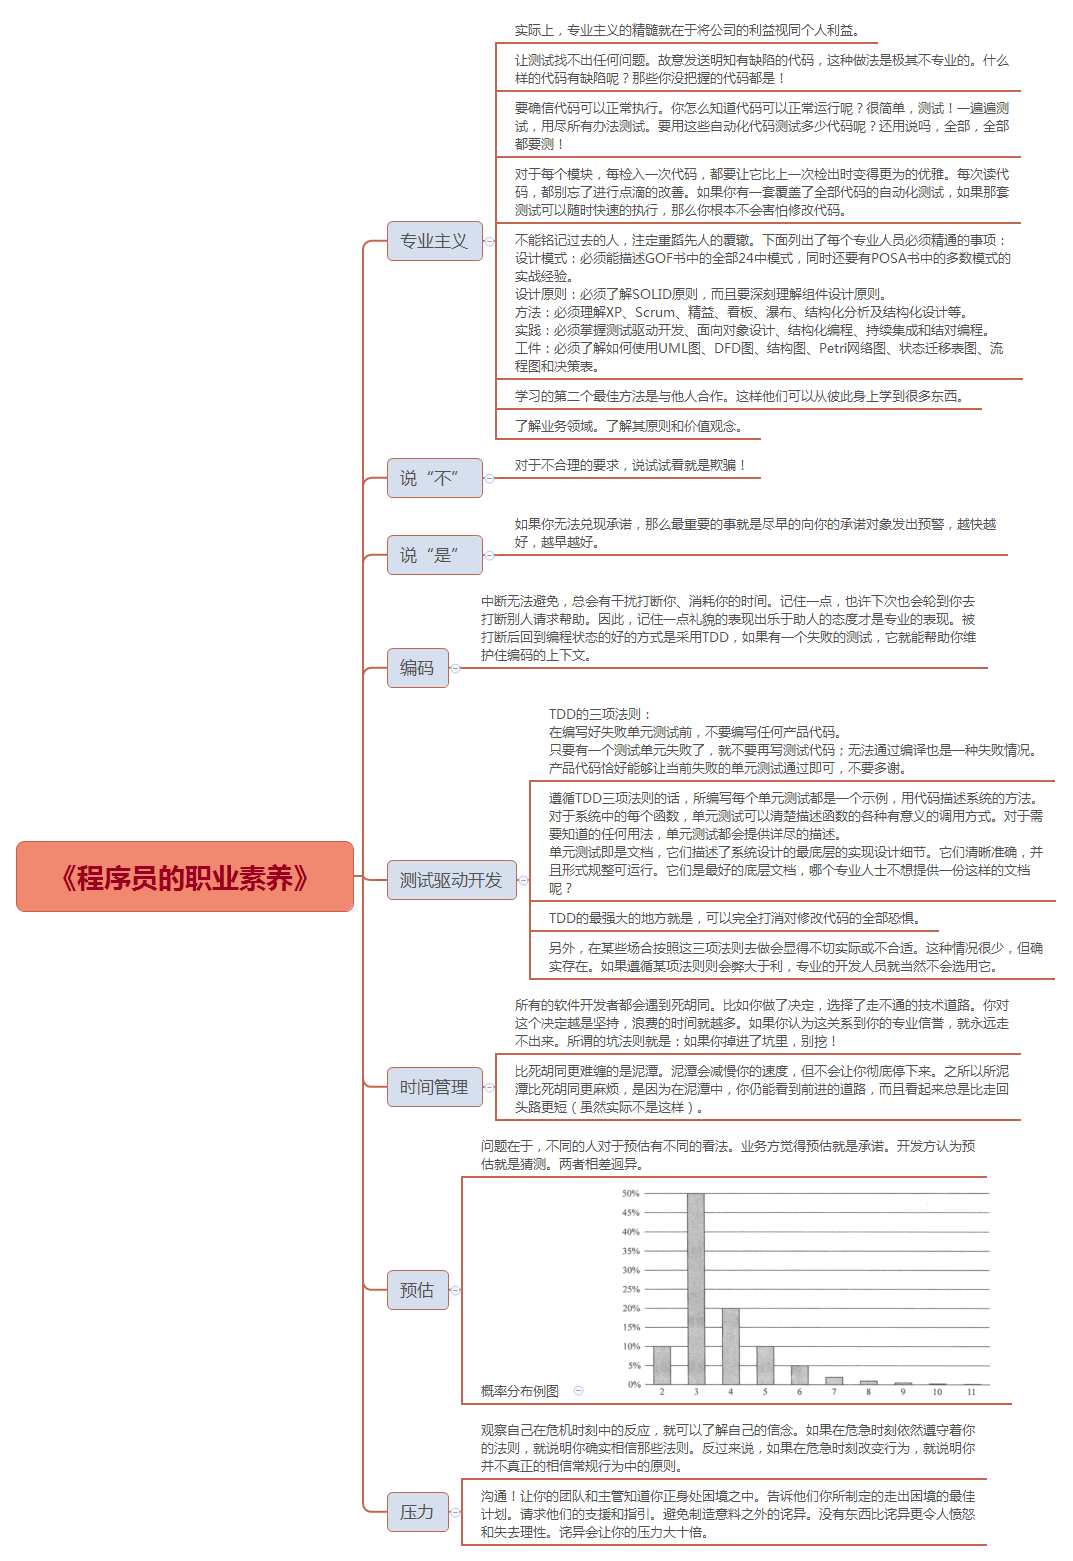 《程序员的职业素养》
专业主义
实际上，专业主义的精髓就在于将公司的利益视同个人利益。
让测试找不出任何问题。故意发送明知有缺陷的代码，这种做法是极其不专业的。什么
样的代码有缺陷呢？那些你没把握的代码都是！
要确信代码可以正常执行。你怎么知道代码可以正常运行呢？很简单，测试！一遍遍测
试，用尽所有办法测试。要用这些自动化代码测试多少代码呢？还用说吗，全部，全部
都要测！
对于每个模块，每检入一次代码，都要让它比上一次检出时变得更为的优雅。每次读代
码，都别忘了进行点滴的改善。如果你有一套覆盖了全部代码的自动化测试，如果那套
测试可以随时快速的执行，那么你根本不会害怕修改代码。
不能铭记过去的人，注定重蹈先人的覆辙。下面列出了每个专业人员必须精通的事项：
设计模式：必须能描述GOF书中的全部24中模式，同时还要有POSA书中的多数模式的
实战经验。
设计原则：必须了解SOLID原则，而且要深刻理解组件设计原则。
方法：必须理解XP、Scrum、精益、看板、瀑布、结构化分析及结构化设计等。
实践：必须掌握测试驱动开发、面向对象设计、结构化编程、持续集成和结对编程。
工件：必须了解如何使用UML图、DFD图、结构图、Petri网络图、状态迁移表图、流
程图和决策表。
学习的第二个最佳方法是与他人合作。这样他们可以从彼此身上学到很多东西。
了解业务领域。了解其原则和价值观念。
说“不”
对于不合理的要求，说试试看就是欺骗！
说“是”
如果你无法兑现承诺，那么最重要的事就是尽早的向你的承诺对象发出预警，越快越
好，越早越好。
编码
中断无法避免，总会有干扰打断你、消耗你的时间。记住一点，也许下次也会轮到你去
打断别人请求帮助。因此，记住一点礼貌的表现出乐于助人的态度才是专业的表现。被
打断后回到编程状态的好的方式是采用TDD，如果有一个失败的测试，它就能帮助你维
护住编码的上下文。
测试驱动开发
TDD的三项法则：
在编写好失败单元测试前，不要编写任何产品代码。
只要有一个测试单元失败了，就不要再写测试代码；无法通过编译也是一种失败情况。
产品代码恰好能够让当前失败的单元测试通过即可，不要多谢。
遵循TDD三项法则的话，所编写每个单元测试都是一个示例，用代码描述系统的方法。
对于系统中的每个函数，单元测试可以清楚描述函数的各种有意义的调用方式。对于需
要知道的任何用法，单元测试都会提供详尽的描述。
单元测试即是文档，它们描述了系统设计的最底层的实现设计细节。它们清晰准确，并
且形式规整可运行。它们是最好的底层文档，哪个专业人士不想提供一份这样的文档
呢？
TDD的最强大的地方就是，可以完全打消对修改代码的全部恐惧。
另外，在某些场合按照这三项法则去做会显得不切实际或不合适。这种情况很少，但确
实存在。如果遵循某项法则则会弊大于利，专业的开发人员就当然不会选用它。
时间管理
所有的软件开发者都会遇到死胡同。比如你做了决定，选择了走不通的技术道路。你对
这个决定越是坚持，浪费的时间就越多。如果你认为这关系到你的专业信誉，就永远走
不出来。所谓的坑法则就是：如果你掉进了坑里，别挖！
比死胡同更难缠的是泥潭。泥潭会减慢你的速度，但不会让你彻底停下来。之所以所泥
潭比死胡同更麻烦，是因为在泥潭中，你仍能看到前进的道路，而且看起来总是比走回
头路更短（虽然实际不是这样）。
预估
问题在于，不同的人对于预估有不同的看法。业务方觉得预估就是承诺。开发方认为预
估就是猜测。两者相差迥异。
概率分布例图
50%
45%
40%
35%
30%
25%
20%
15%
10%
5%
0%
2 3 4 5 6 7 8 9 10 11
压力
观察自己在危机时刻中的反应，就可以了解自己的信念。如果在危急时刻依然遵守着你
的法则，就说明你确实相信那些法则。反过来说，如果在危急时刻改变行为，就说明你
并不真正的相信常规行为中的原则。
沟通！让你的团队和主管知道你正身处困境之中。告诉他们你所制定的走出困境的最佳
计划。请求他们的支援和指引。避免制造意料之外的诧异。没有东西比诧异更令人愤怒
和失去理性。诧异会让你的压力大十倍。